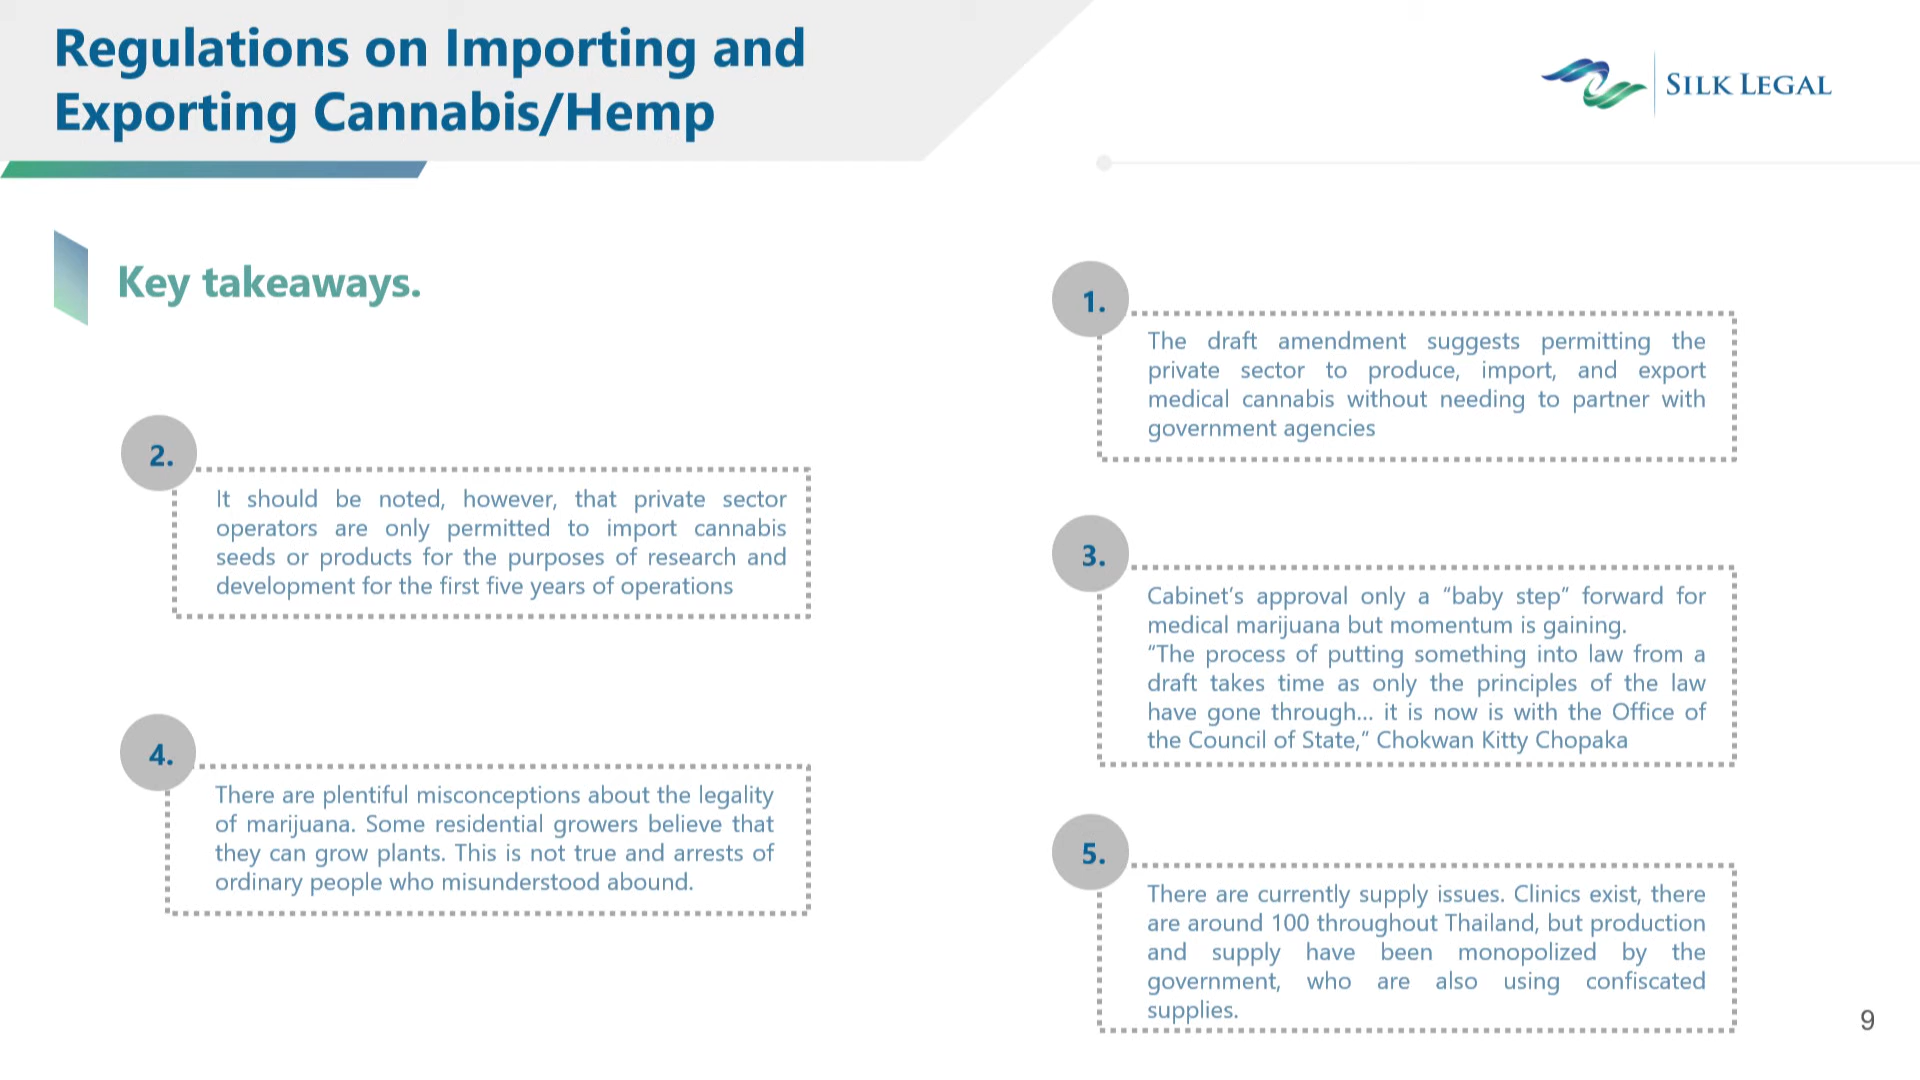 Regulations on Importing and
Exporting Cannabis/Hemp
SILK LEGAL
Key takeaways.
1.
The draft amendment suggests permitting the
private sector to produce, import, and export
medical cannabis without needing to partner with
government agencies
2.
It should be noted, however, that private sector
operators are only permitted to import cannabis
seeds or products for the purposes of research and
development for the first five years of operations
3.
Cabinet’s approval only a “baby step” forward for
medical marijuana but momentum is gaining.
“The process of putting something into law from a
draft takes time as only the principles of the law
have gone through... it is now is with the Office of
the Council of State,” Chokwan Kitty Chopaka
4.
There are plentiful misconceptions about the legality
of marijuana. Some residential growers believe that
they can grow plants. This is not true and arrests of
ordinary people who misunderstood abound.
5.
There are currently supply issues. Clinics exist, there
are around 100 throughout Thailand, but production
and supply have been monopolized by the
government, who are also using confiscated
supplies.
9